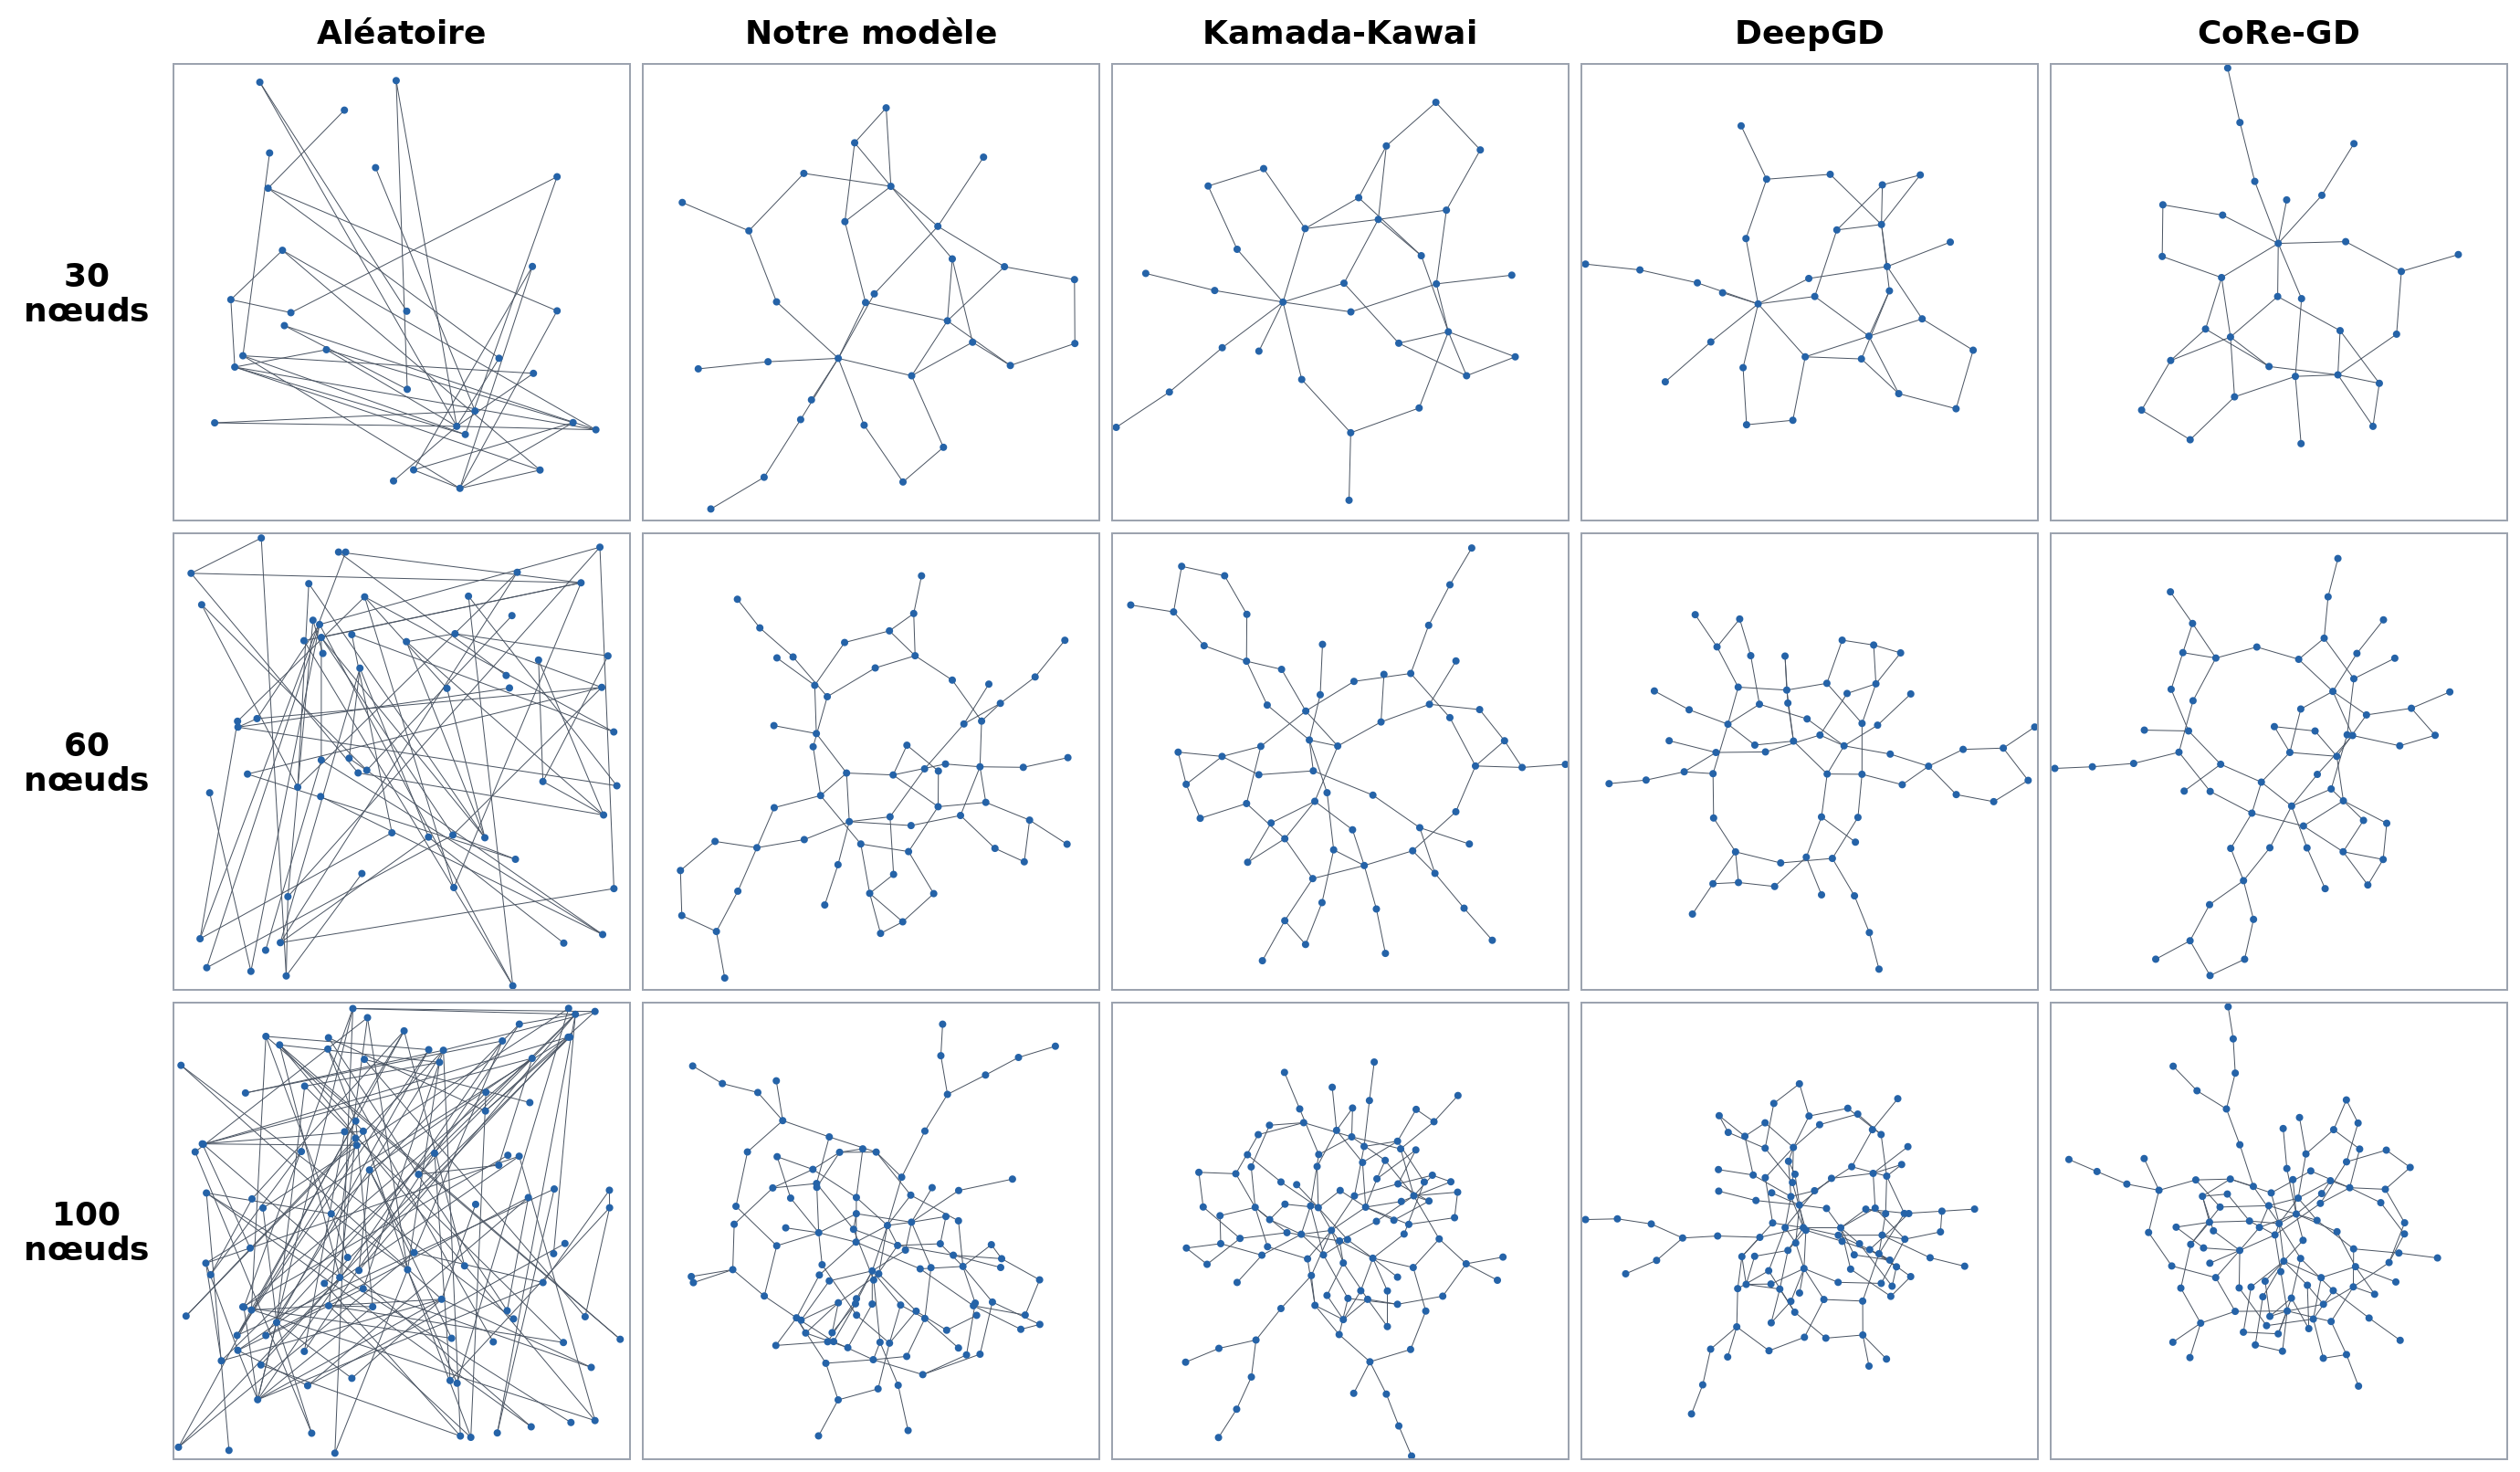 Aléatoire
Notre modèle
Kamada-Kawai
DeepGD
CoRe-GD
30
nœuds
60
nœuds
100
nœuds